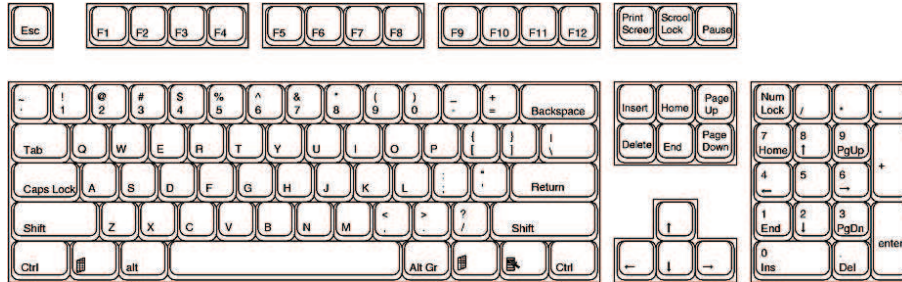 Esc F1 F2 F3 F4 F5 F6 F7 F8 F9 F10 F11 F12 Print Screen Scrool Lock Pause
~ ` ! 1 @ 2 # 3 $ 4 % 5 ^ 6 & 7 * 8 ( 9 ) 0 _ - + = Backspace Insert Home Page Up Num Lock / * -
Tab Q W E R T Y U I O P { [ } ] | \ Delete End Page Down 7 Home 8 ↑ 9 PgUp +
Caps Lock A S D F G H J K L : ; " ' Return 4 ← 5 6 →
Shift Z X C V B N M < , > . ? / Shift ↑ 1 End 2 ↓ 3 PgDn enter
Ctrl alt Alt Gr Ctrl ← ↓ → 0 Ins . Del